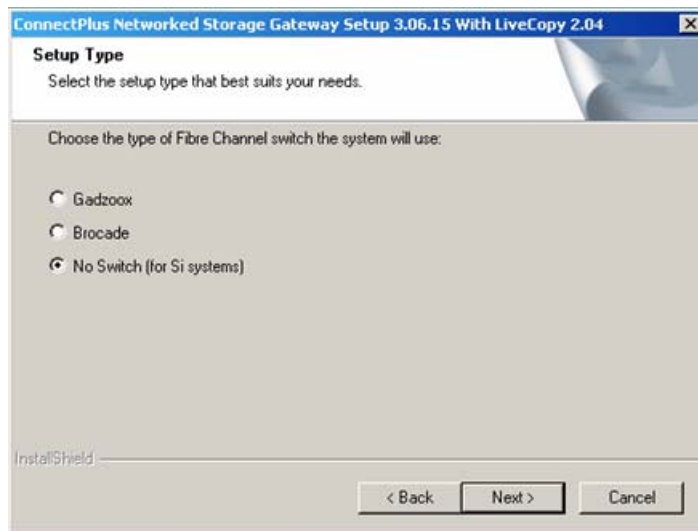 ConnectPlus Networked Storage Gateway Setup 3.06.15 With LiveCopy 2.04
Setup Type
Select the setup type that best suits your needs.
Choose the type of Fibre Channel switch the system will use:
Gadzoox
Brocade
No Switch (for Si systems)
InstallShield
< Back Next > Cancel